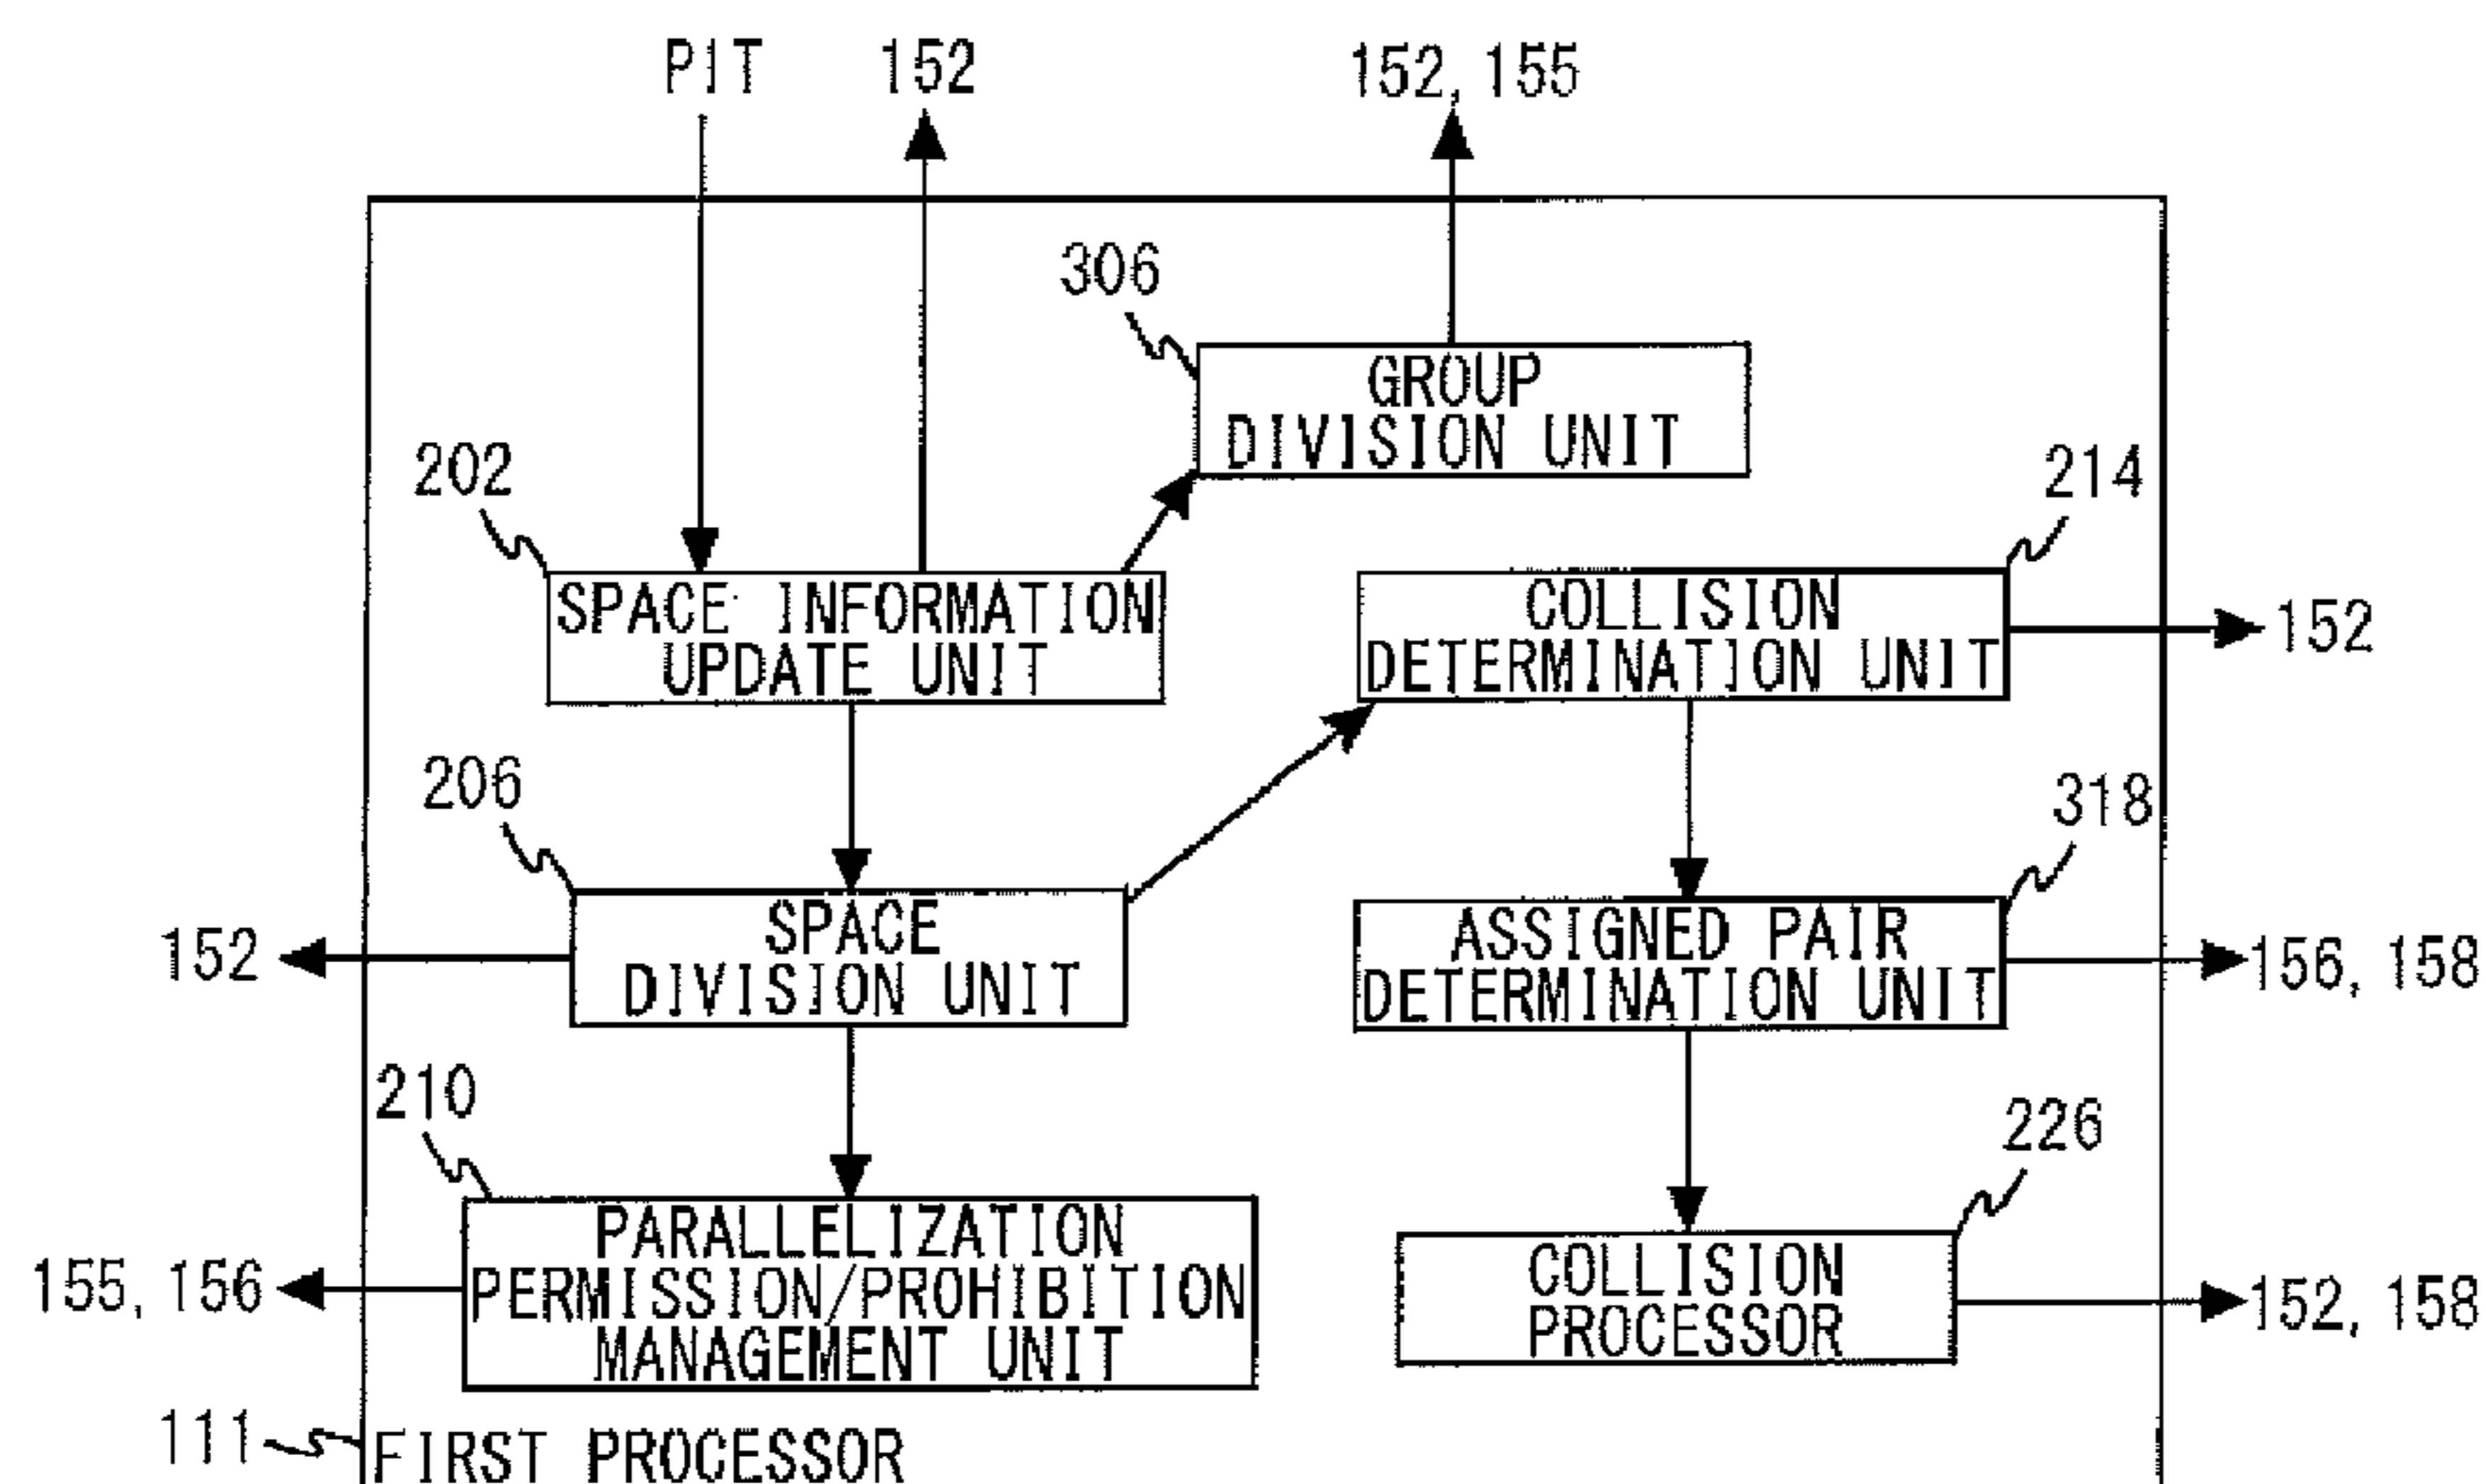 PIT 152 152, 155
306
GROUP
DIVISION UNIT
202
214
SPACE INFORMATION
UPDATE UNIT
COLLISION
DETERMINATION UNIT
152
206
318
152
SPACE
DIVISION UNIT
ASSIGNED PAIR
DETERMINATION UNIT
156, 158
210
226
155, 156
PARALLELIZATION
PERMISSION/PROHIBITION
MANAGEMENT UNIT
COLLISION
PROCESSOR
152, 158
111
FIRST PROCESSOR